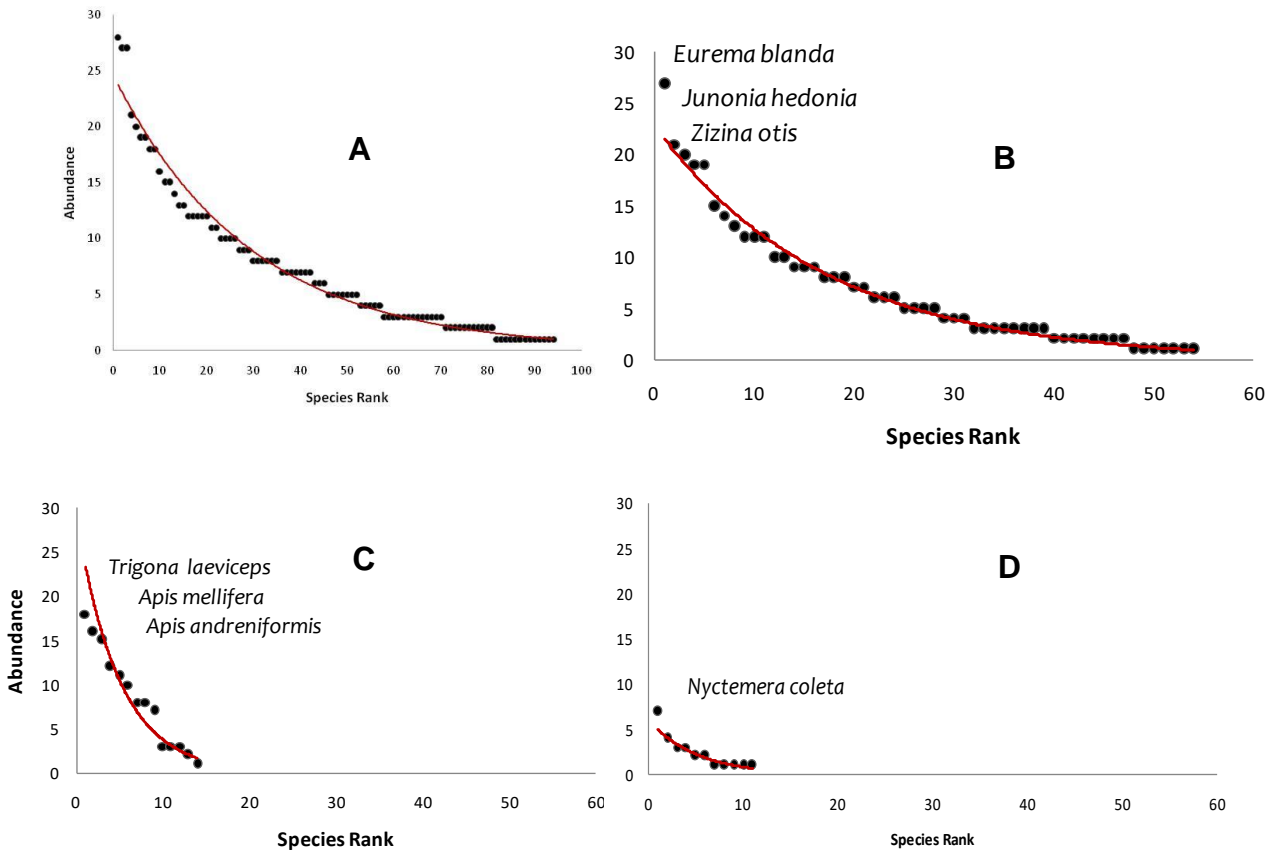 30
25
20
15
10
5
0
Abundance
A
0 10 20 30 40 50 60 70 80 90 100
Species Rank
30
25
20
15
10
5
0
Eurema blanda
Junonia hedonia
Zizina otis
B
0 10 20 30 40 50 60
Species Rank
30
25
20
15
10
5
0
Abundance
Trigona laeviceps
Apis mellifera
Apis andreniformis
C
0 10 20 30 40 50 60
Species Rank
30
25
20
15
10
5
0
Nyctemera coleta
D
0 10 20 30 40 50 60
Species Rank